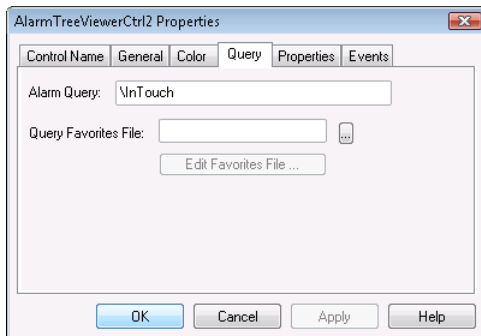 AlarmTreeViewerCtrl2 Properties
Control Name General Color Query Properties Events
Alarm Query: \InTouch
Query Favorites File: ...
Edit Favorites File ...
OK Cancel Apply Help